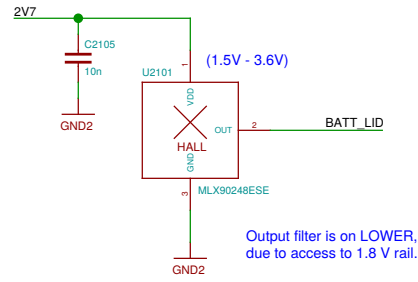 2V7
C2105
10n
GND2
U2101
(1.5V - 3.6V)
1
VDD
HALL
OUT
2
BATT_LID
GND
3
MLX90248ESE
GND2
Output filter is on LOWER,
due to access to 1.8 V rail.